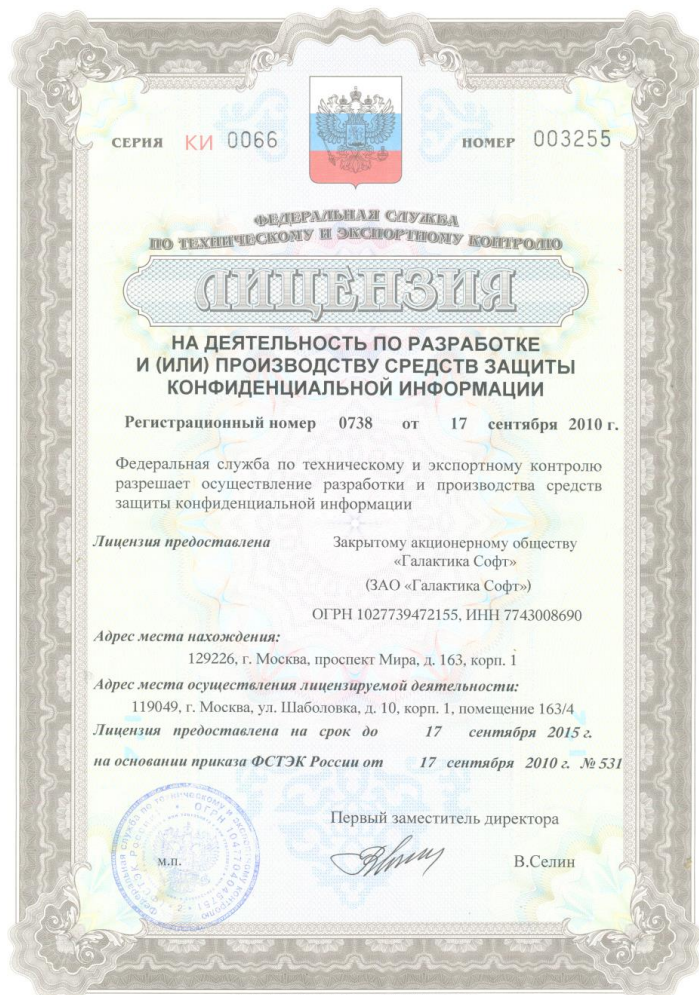 СЕРИЯ КИ 0066 НОМЕР 003255
ФЕДЕРАЛЬНАЯ СЛУЖБА
ПО ТЕХНИЧЕСКОМУ И ЭКСПОРТНОМУ КОНТРОЛЮ
ЛИЦЕНЗИЯ
НА ДЕЯТЕЛЬНОСТЬ ПО РАЗРАБОТКЕ
И (ИЛИ) ПРОИЗВОДСТВУ СРЕДСТВ ЗАЩИТЫ
КОНФИДЕНЦИАЛЬНОЙ ИНФОРМАЦИИ
Регистрационный номер 0738 от 17 сентября 2010 г.
Федеральная служба по техническому и экспортному контролю
разрешает осуществление разработки и производства средств
защиты конфиденциальной информации
Лицензия предоставлена Закрытому акционерному обществу
«Галактика Софт»
(ЗАО «Галактика Софт»)
ОГРН 1027739472155, ИНН 7743008690
Адрес места нахождения:
129226, г. Москва, проспект Мира, д. 163, корп. 1
Адрес места осуществления лицензируемой деятельности:
119049, г. Москва, ул. Шаболовка, д. 10, корп. 1, помещение 163/4
Лицензия предоставлена на срок до 17 сентября 2015 г.
на основании приказа ФСТЭК России от 17 сентября 2010 г. № 531
Первый заместитель директора
м.п.
В.Селин